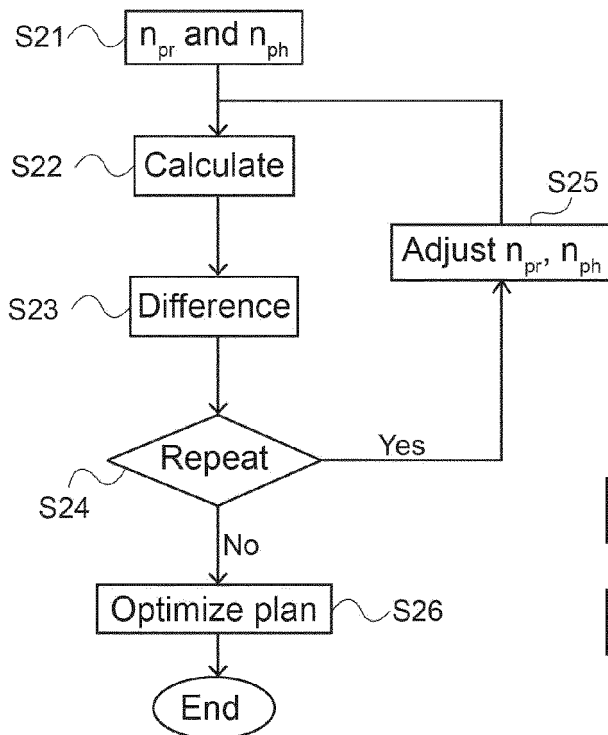 S21
n_pr and n_ph
S22
Calculate
S25
Adjust n_pr, n_ph
S23
Difference
Repeat
Yes
S24
No
Optimize plan
S26
End